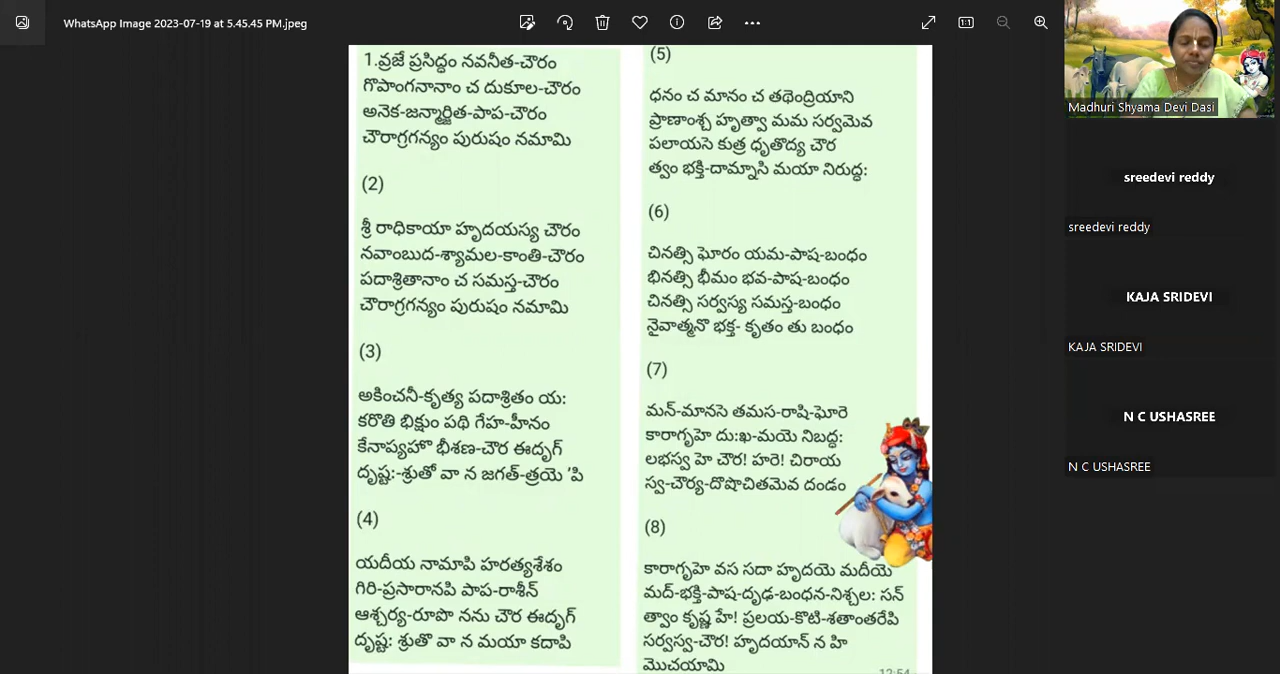 WhatsApp Image 2023-07-19 at 5.45.45 PM.jpeg
1.వ్రజే ప్రసిద్ధం నవనీత-చౌరం
గొపాంగనానాం చ దుకూల-చౌరం
అనెక-జన్మార్జిత-పాప-చౌరం
చౌరాగ్రగన్యం పురుషం నమామి
(2)
శ్రీ రాధికాయా హృదయస్య చౌరం
నవాంబుద-శ్యామల-కాంతి-చౌరం
పదాశ్రితానాం చ సమస్త-చౌరం
చౌరాగ్రగన్యం పురుషం నమామి
(3)
అకించనీ-కృత్య పదాశ్రితం య:
కరొతి భిక్షుం పథి గేహ-హీనం
కేనాప్యహొ భీశణ-చౌర ఈదృగ్
దృష్ట:-శ్రుతో వా న జగత్-త్రయె 'పి
(4)
యదీయ నామాపి హరత్యశేశం
గిరి-ప్రసారానపి పాప-రాశీన్
ఆశ్చర్య-రూపొ నను చౌర ఈదృగ్
దృష్ట: శ్రుతొ వా న మయా కదాపి
(5)
ధనం చ మానం చ తథెంద్రియాని
ప్రాణాంశ్చ హృత్వా మమ సర్వమెవ
పలాయసె కుత్ర ధృతొద్య చౌర
త్వం భక్తి-దామ్నాసి మయా నిరుద్ధ:
(6)
చినత్సి ఘోరం యమ-పాష-బంధం
భినత్సి భీమం భవ-పాష-బంధం
చినత్సి సర్వస్య సమస్త-బంధం
నైవాత్మనొ భక్త- కృతం తు బంధం
(7)
మన్-మానసె తమస-రాషి-ఘొరె
కారాగృహె దు:ఖ-మయె నిబద్ధ:
లభస్వ హె చౌర! హరె! చిరాయ
స్వ-చౌర్య-దొషొచితమెవ దండం
(8)
కారాగృహె వస సదా హృదయె మదీయె
మద్-భక్తి-పాష-దృఢ-బంధన-నిశ్చల: సన్
త్వాం కృష్ణ హే! ప్రలయ-కొటి-శతాంతరేపి
సర్వస్వ-చౌర! హృదయాన్ న హి
మొచయామి
12:54
Madhuri Shyama Devi Dasi
sreedevi reddy
sreedevi reddy
KAJA SRIDEVI
KAJA SRIDEVI
N C USHASREE
N C USHASREE